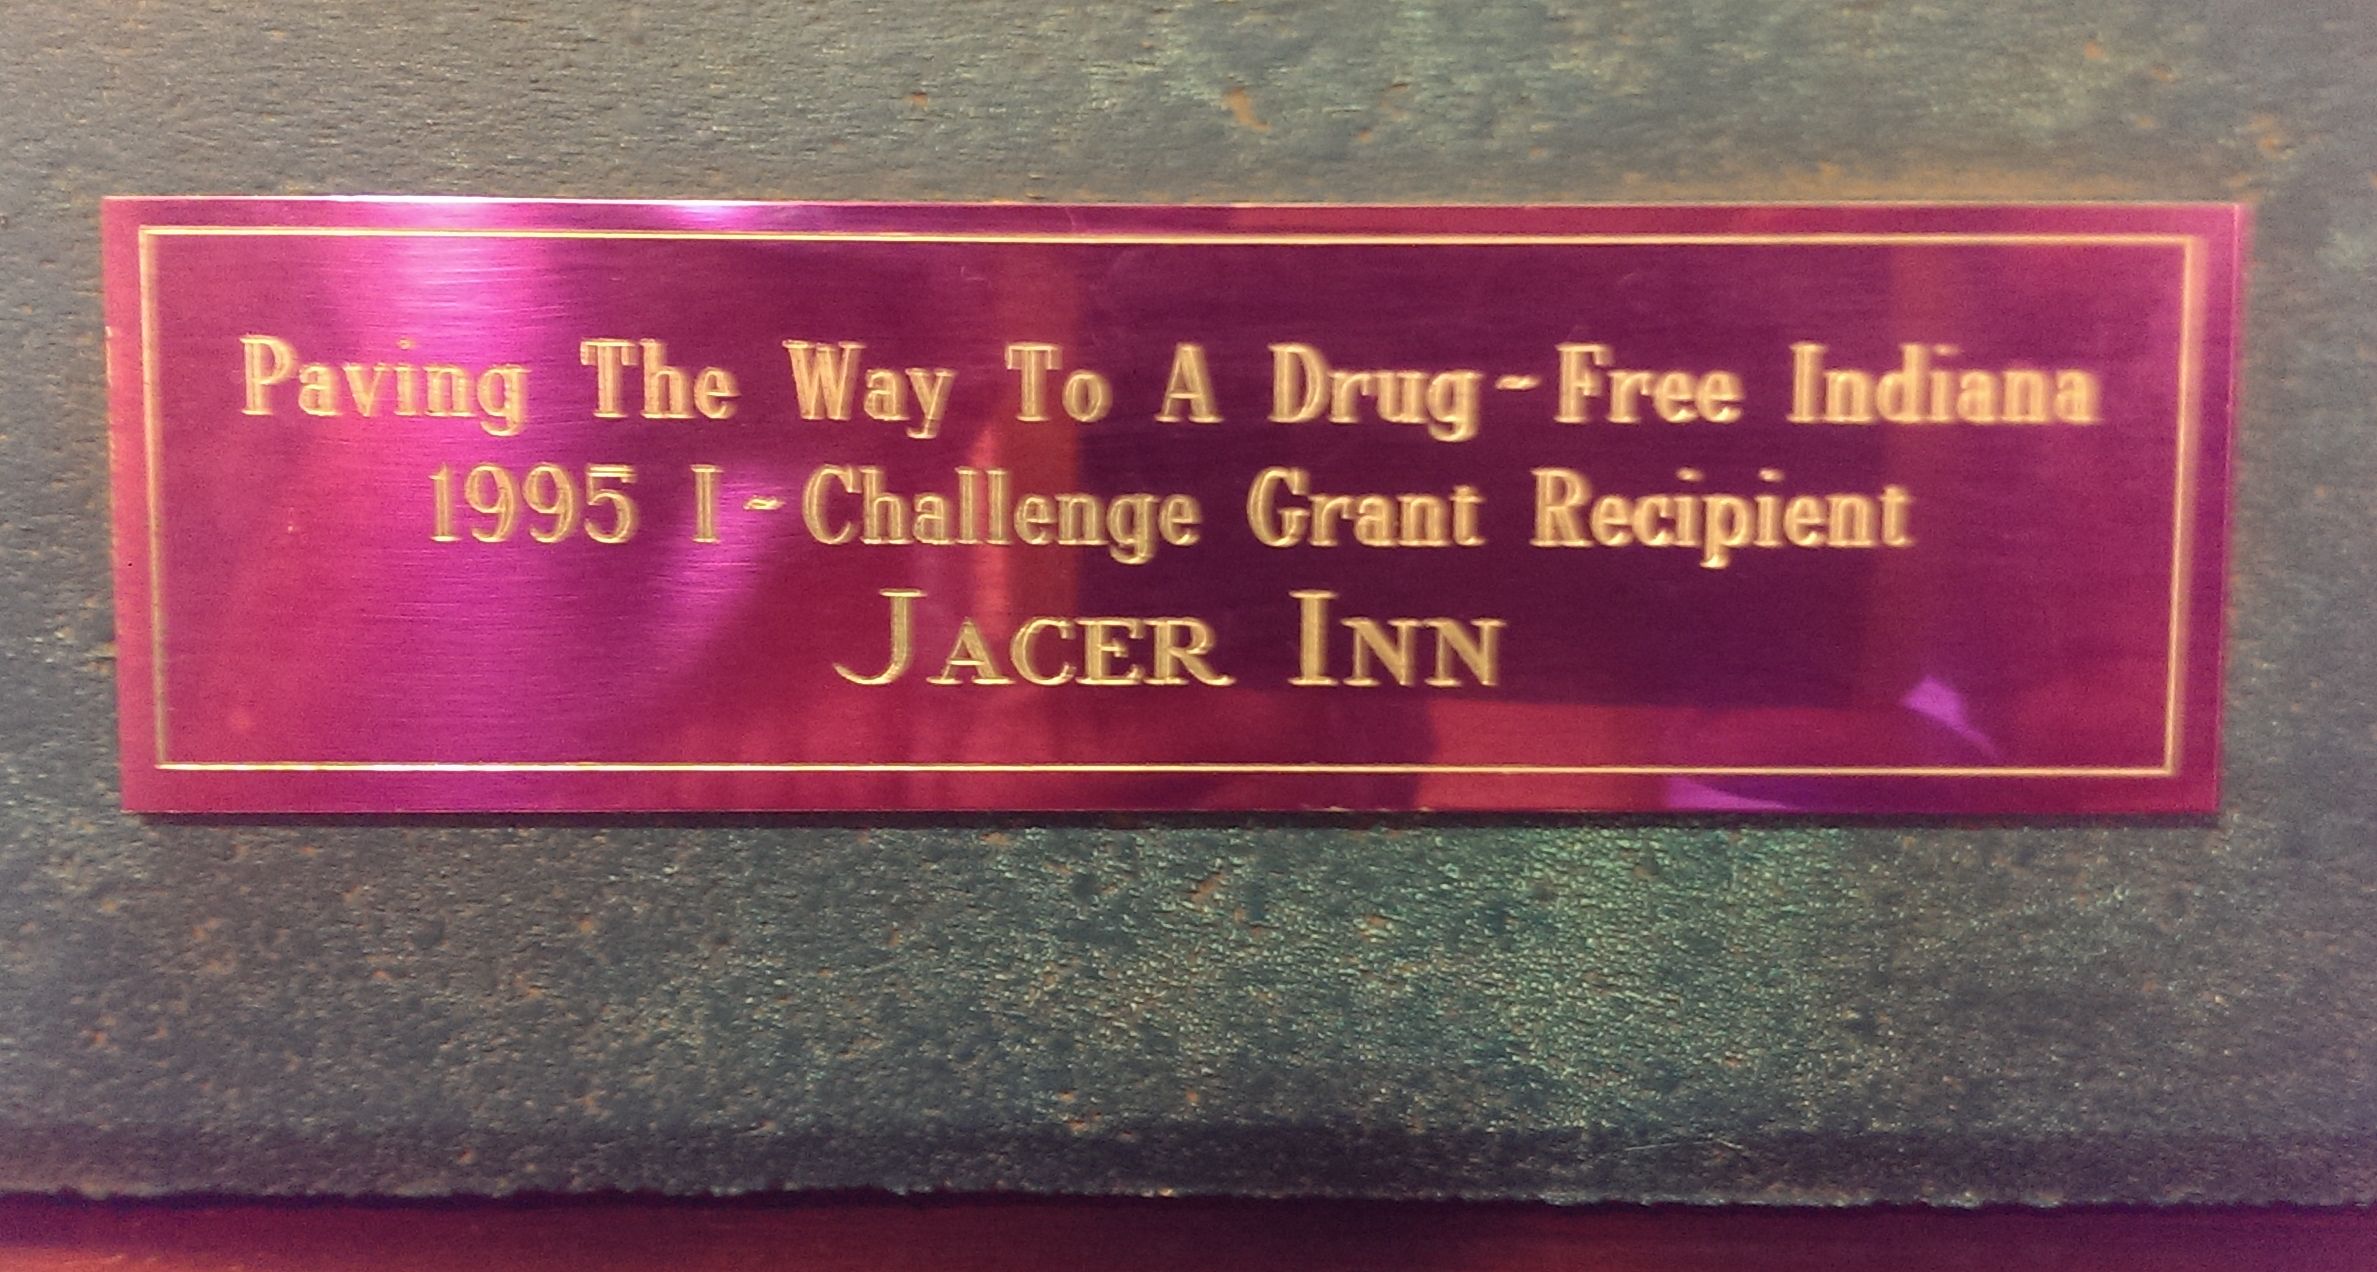 Paving The Way To A Drug-Free Indiana
1995 I-Challenge Grant Recipient
JACER INN